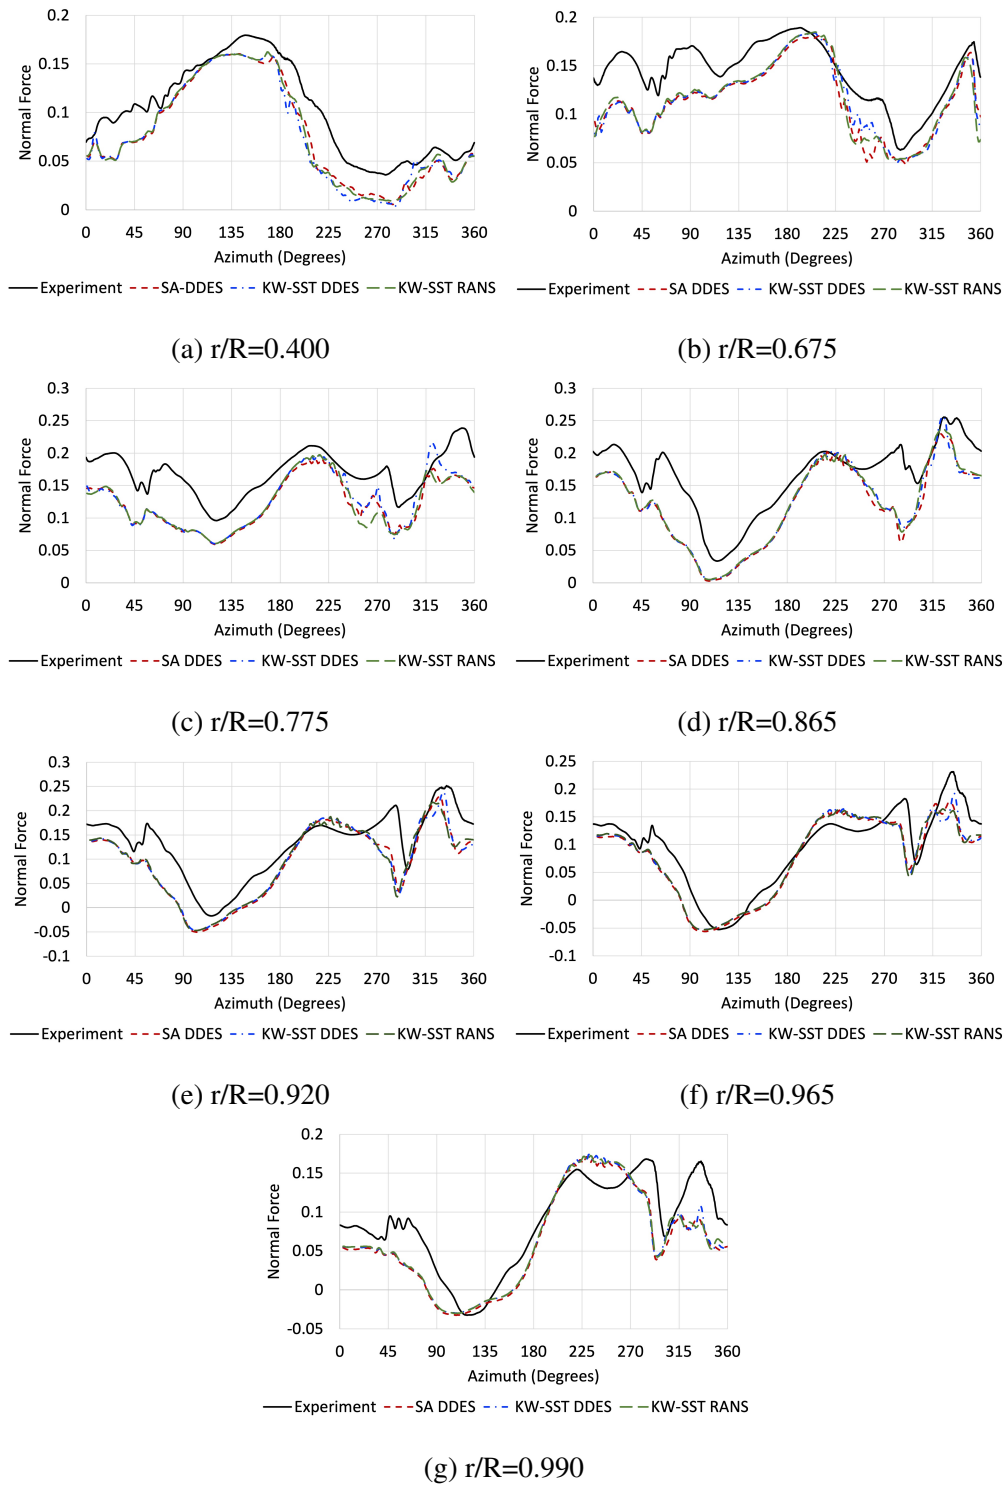 0.2
0.15
0.1
0.05
0
Normal Force
0 45 90 135 180 225 270 315 360
Azimuth (Degrees)
Experiment SA-DDES KW-SST DDES KW-SST RANS
(a) r/R=0.400
0.2
0.15
0.1
0.05
0
Normal Force
0 45 90 135 180 225 270 315 360
Azimuth (Degrees)
Experiment SA DDES KW-SST DDES KW-SST RANS
(b) r/R=0.675
0.3
0.25
0.2
0.15
0.1
0.05
0
Normal Force
0 45 90 135 180 225 270 315 360
Azimuth (Degrees)
Experiment SA DDES KW-SST DDES KW-SST RANS
(c) r/R=0.775
0.3
0.25
0.2
0.15
0.1
0.05
0
Normal Force
0 45 90 135 180 225 270 315 360
Azimuth (Degrees)
Experiment SA DDES KW-SST DDES KW-SST RANS
(d) r/R=0.865
0.3
0.25
0.2
0.15
0.1
0.05
0
-0.05
-0.1
Normal Force
0 45 90 135 180 225 270 315 360
Azimuth (Degrees)
Experiment SA DDES KW-SST DDES KW-SST RANS
(e) r/R=0.920
0.25
0.2
0.15
0.1
0.05
0
-0.05
-0.1
Normal Force
0 45 90 135 180 225 270 315 360
Azimuth (Degrees)
Experiment SA DDES KW-SST DDES KW-SST RANS
(f) r/R=0.965
0.2
0.15
0.1
0.05
0
-0.05
Normal Force
0 45 90 135 180 225 270 315 360
Azimuth (Degrees)
Experiment SA DDES KW-SST DDES KW-SST RANS
(g) r/R=0.990